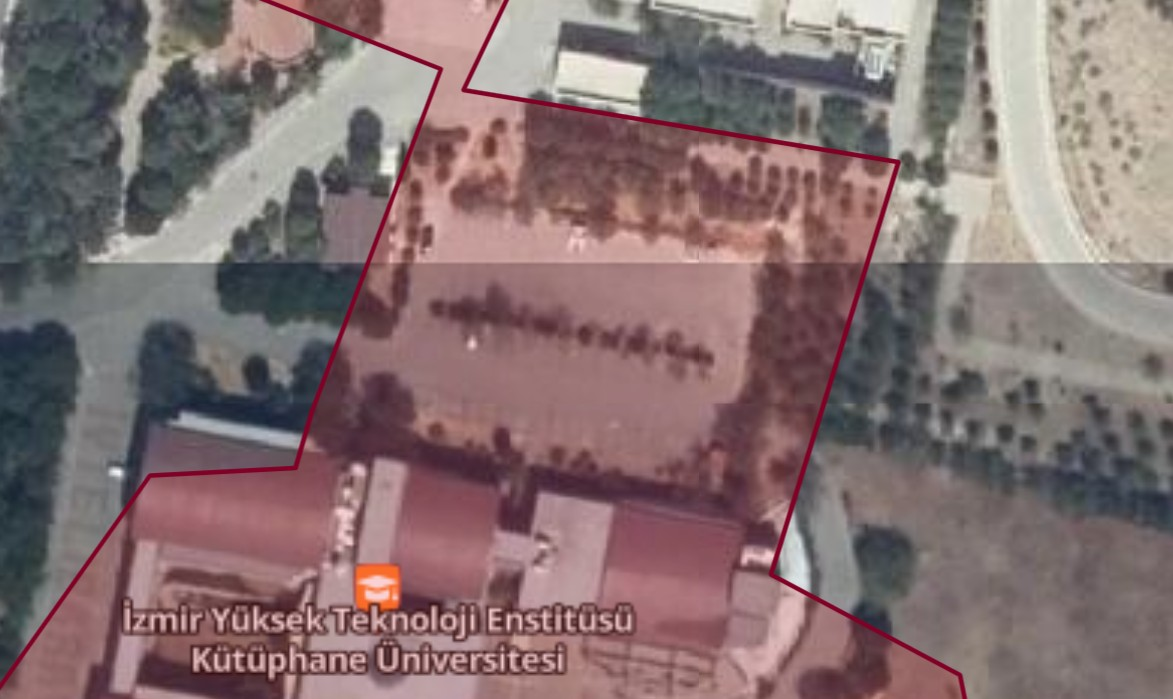 İzmir Yüksek Teknoloji Enstitüsü
Kütüphane Üniversitesi